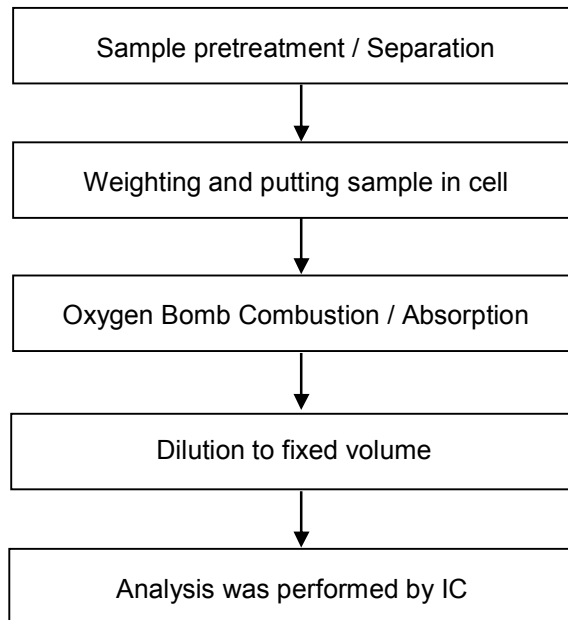 Sample pretreatment / Separation
Weighting and putting sample in cell
Oxygen Bomb Combustion / Absorption
Dilution to fixed volume
Analysis was performed by IC